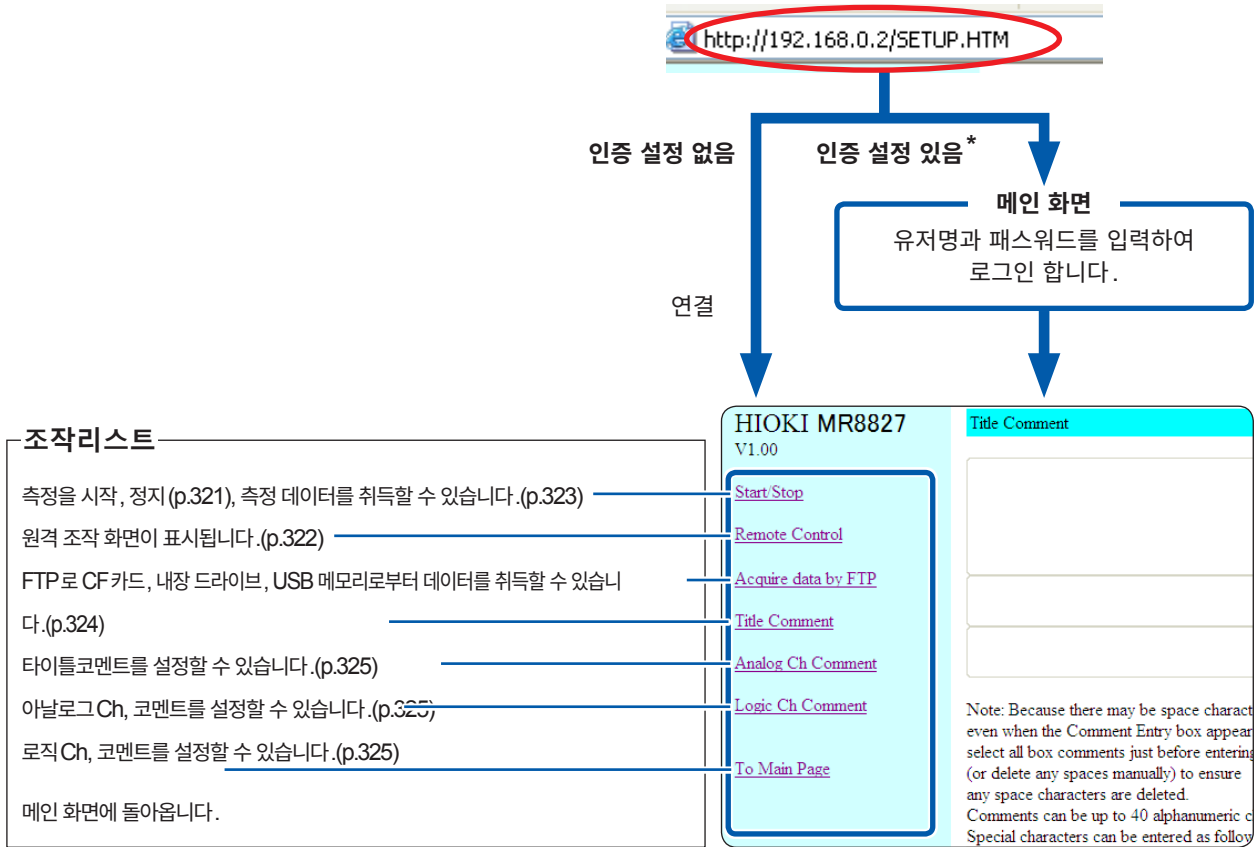 http://192.168.0.2/SETUP.HTM
인증 설정 없음
인증 설정 있음*
메인 화면
유저명과 패스워드를 입력하여
로그인 합니다.
연결
조작리스트
측정을 시작, 정지(p.321), 측정 데이터를 취득할 수 있습니다.(p.323)
원격 조작 화면이 표시됩니다.(p.322)
FTP로 CF카드, 내장 드라이브, USB 메모리로부터 데이터를 취득할 수 있습니
다.(p.324)
타이틀코멘트를 설정할 수 있습니다.(p.325)
아날로그 Ch, 코멘트를 설정할 수 있습니다.(p.325)
로직 Ch, 코멘트를 설정할 수 있습니다.(p.325)
메인 화면에 돌아옵니다.
HIOKI MR8827
V1.00
Start/Stop
Remote Control
Acquire data by FTP
Title Comment
Analog Ch Comment
Logic Ch Comment
To Main Page
Title Comment
Note: Because there may be space charact
even when the Comment Entry box appear
select all box comments just before entering
(or delete any spaces manually) to ensure
any space characters are deleted.
Comments can be up to 40 alphanumeric c
Special characters can be entered as follow